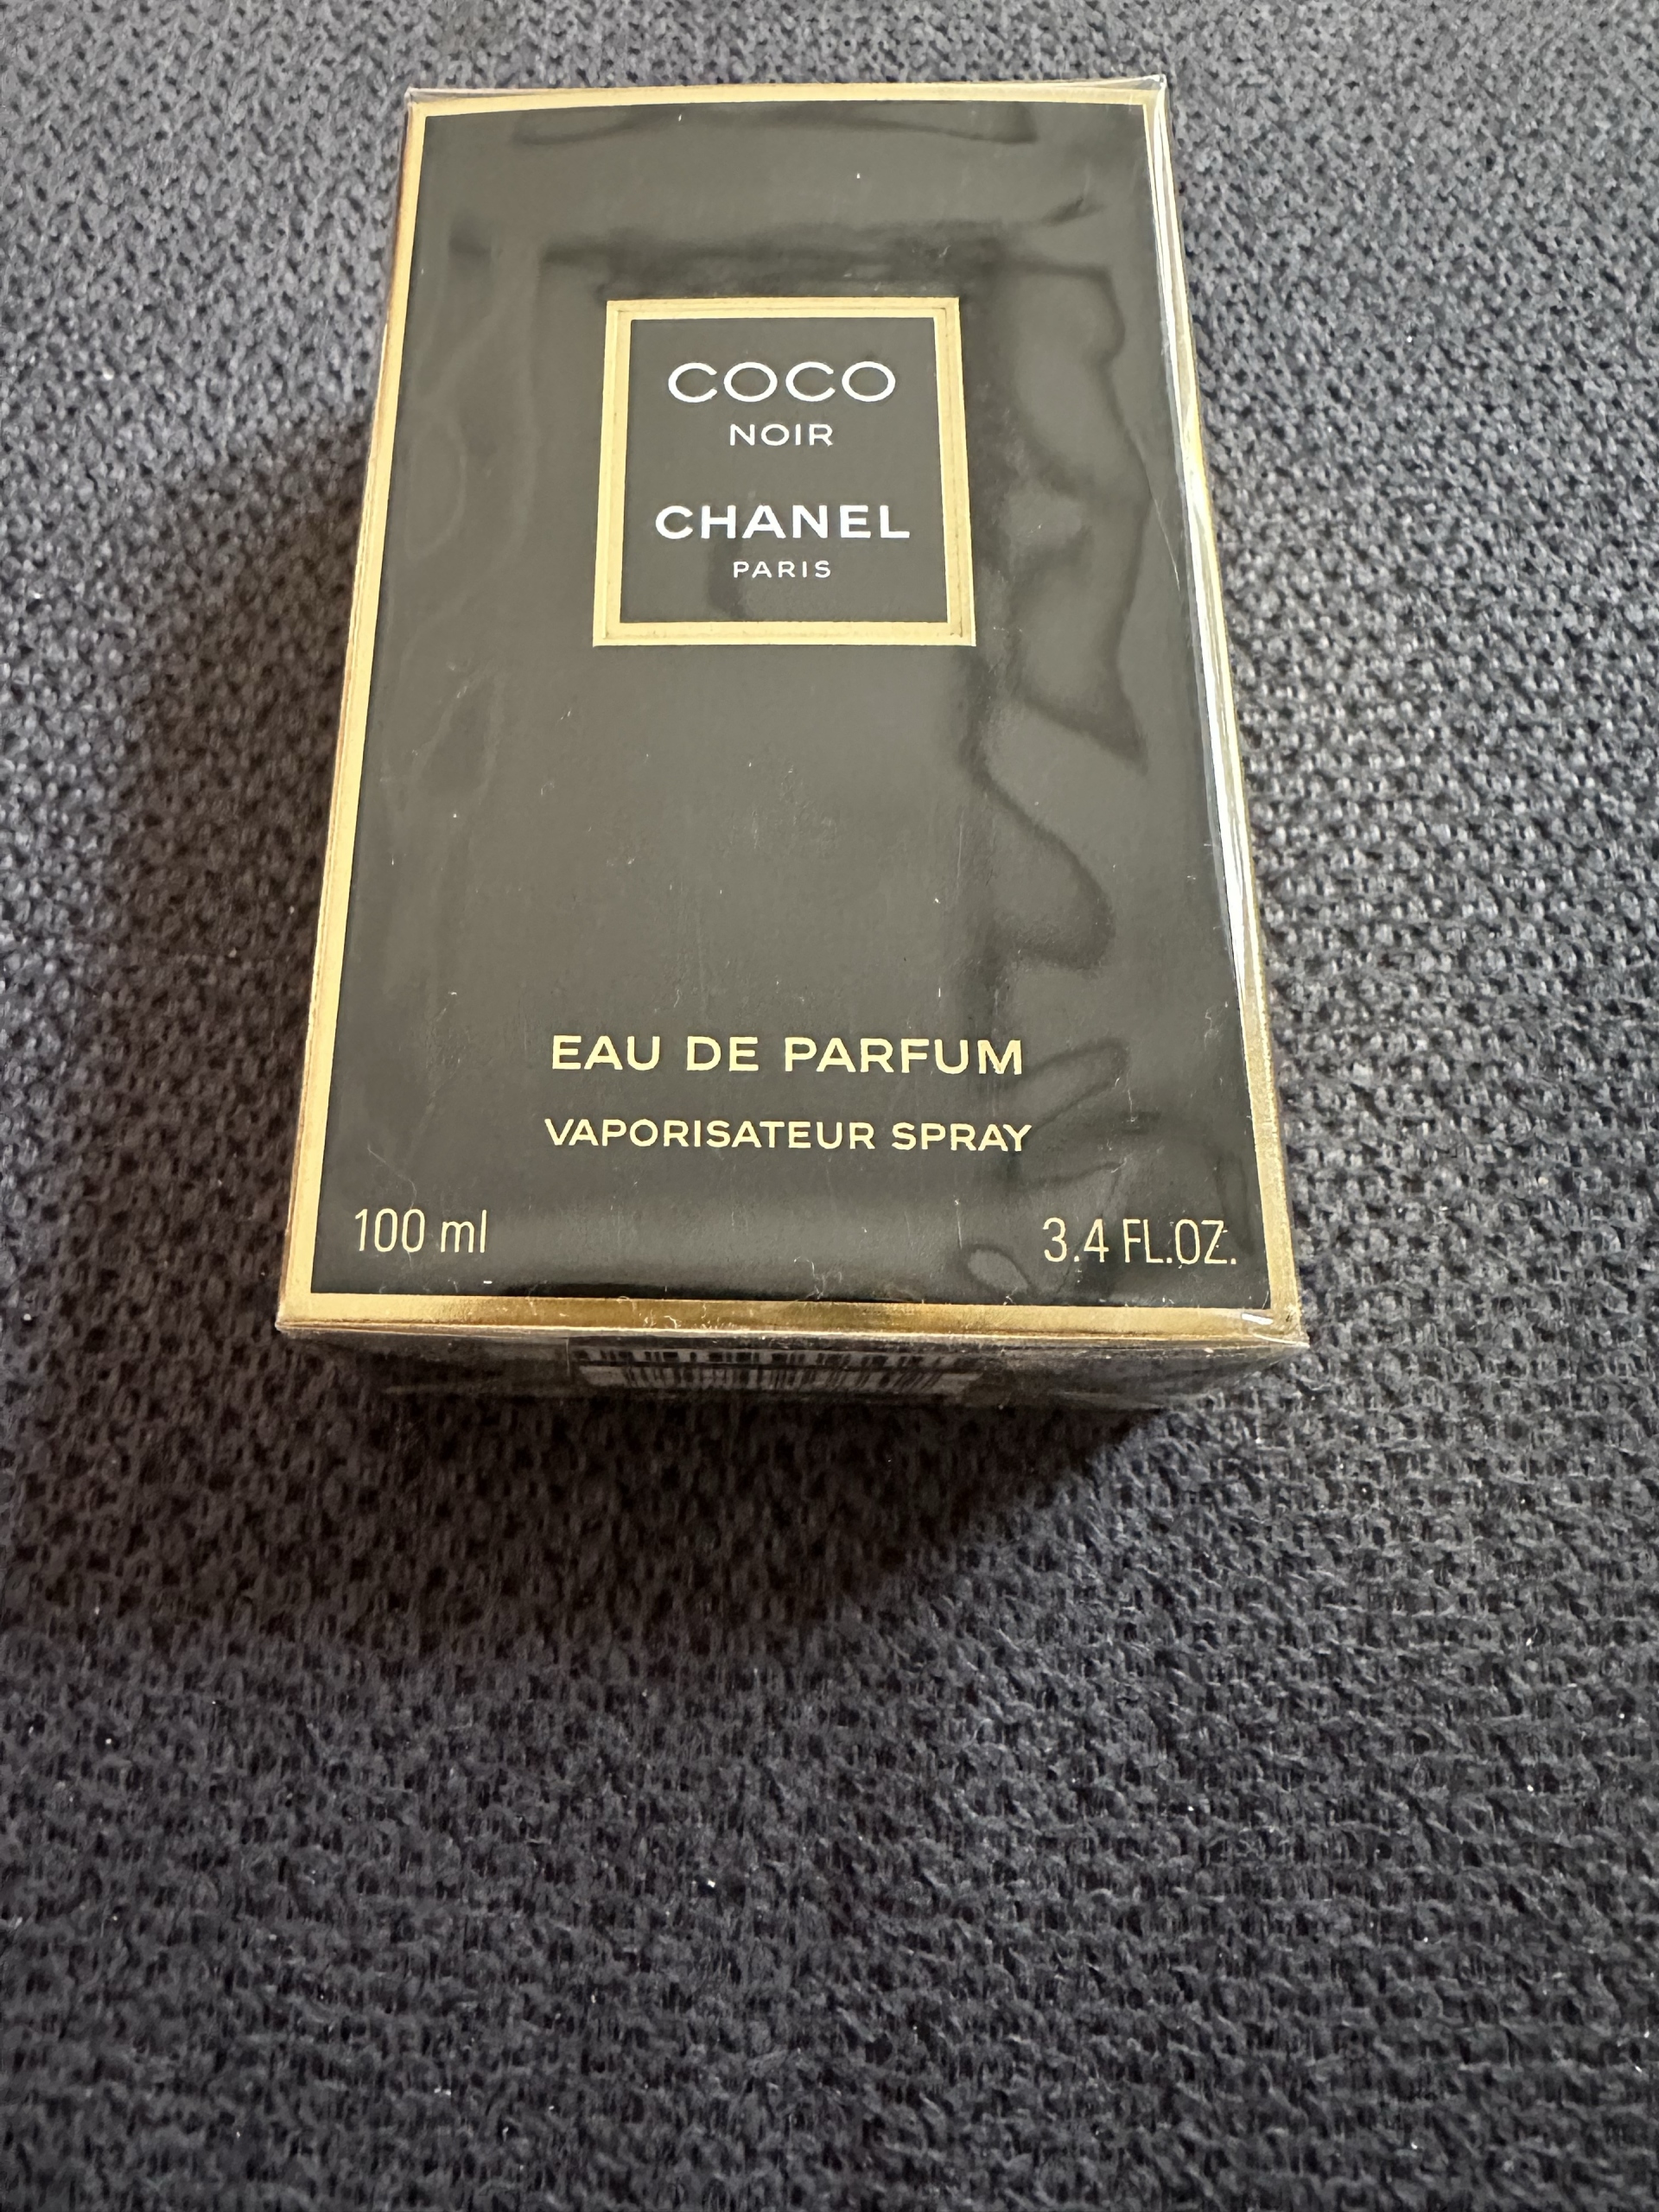 COCO
NOIR
CHANEL
PARIS
EAU DE PARFUM
VAPORISATEUR SPRAY
100 ml
3.4 FL.OZ.